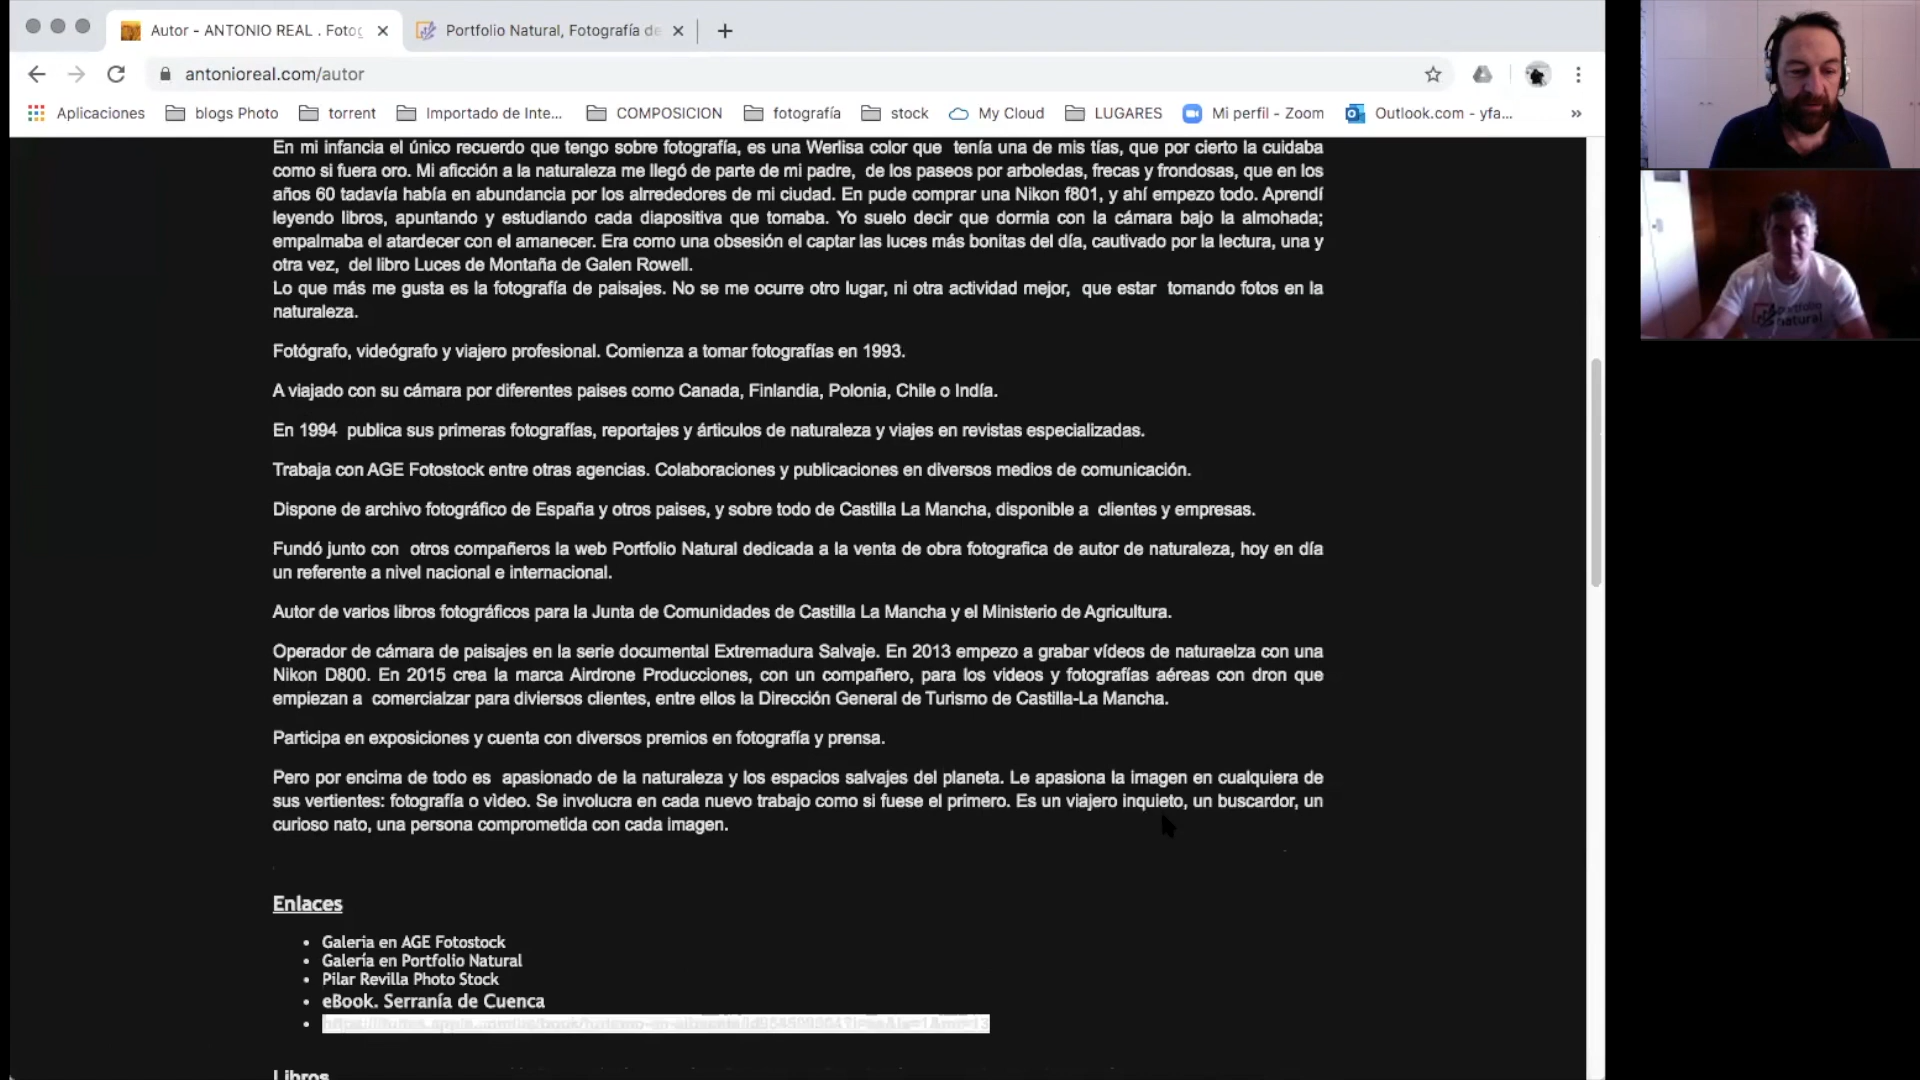 Autor - ANTONIO REAL . Fotog
Portfolio Natural, Fotografía de
antonioreal.com/autor
Aplicaciones blogs Photo torrent Importado de Inte... COMPOSICION fotografía stock My Cloud LUGARES Mi perfil - Zoom Outlook.com - yfa... »
En mi infancia el único recuerdo que tengo sobre fotografía, es una Werlisa color que tenía una de mis tías, que por cierto la cuidaba
como si fuera oro. Mi afición a la naturaleza me llegó de parte de mi padre, de los paseos por arboledas, frecas y frondosas, que en los
años 60 tadavía había en abundancia por los alrrededores de mi ciudad. En pude comprar una Nikon f801, y ahí empezo todo. Aprendí
leyendo libros, apuntando y estudiando cada diapositiva que tomaba. Yo suelo decir que dormia con la cámara bajo la almohada;
empalmaba el atardecer con el amanecer. Era como una obsesión el captar las luces más bonitas del día, cautivado por la lectura, una y
otra vez, del libro Luces de Montaña de Galen Rowell.
Lo que más me gusta es la fotografía de paisajes. No se me ocurre otro lugar, ni otra actividad mejor, que estar tomando fotos en la
naturaleza.
Fotógrafo, videógrafo y viajero profesional. Comienza a tomar fotografías en 1993.
A viajado con su cámara por diferentes paises como Canada, Finlandia, Polonia, Chile o Indía.
En 1994 publica sus primeras fotografías, reportajes y árticulos de naturaleza y viajes en revistas especializadas.
Trabaja con AGE Fotostock entre otras agencias. Colaboraciones y publicaciones en diversos medios de comunicación.
Dispone de archivo fotográfico de España y otros paises, y sobre todo de Castilla La Mancha, disponible a clientes y empresas.
Fundó junto con otros compañeros la web Portfolio Natural dedicada a la venta de obra fotografica de autor de naturaleza, hoy en día
un referente a nivel nacional e internacional.
Autor de varios libros fotográficos para la Junta de Comunidades de Castilla La Mancha y el Ministerio de Agricultura.
Operador de cámara de paisajes en la serie documental Extremadura Salvaje. En 2013 empezo a grabar vídeos de naturaelza con una
Nikon D800. En 2015 crea la marca Airdrone Producciones, con un compañero, para los videos y fotografías aéreas con dron que
empiezan a comercialzar para diviersos clientes, entre ellos la Dirección General de Turismo de Castilla-La Mancha.
Participa en exposiciones y cuenta con diversos premios en fotografía y prensa.
Pero por encima de todo es apasionado de la naturaleza y los espacios salvajes del planeta. Le apasiona la imagen en cualquiera de
sus vertientes: fotografía o vìdeo. Se involucra en cada nuevo trabajo como si fuese el primero. Es un viajero inquieto, un buscardor, un
curioso nato, una persona comprometida con cada imagen.
Enlaces
Galeria en AGE Fotostock
Galería en Portfolio Natural
Pilar Revilla Photo Stock
eBook. Serranía de Cuenca
Libros
portfolio
natural